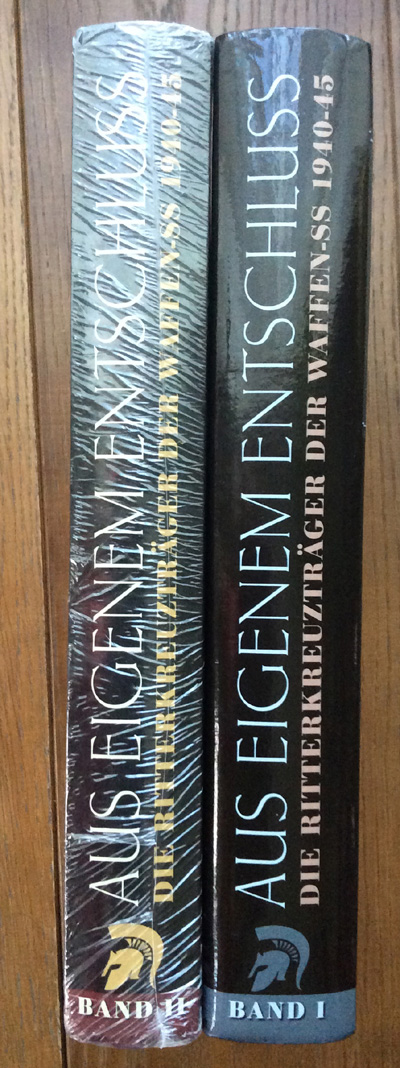 AUS EIGENEM ENTSCHLUSS
DIE RITTERKREUZTRÄGER DER WAFFEN-SS 1940-45
BAND II
AUS EIGENEM ENTSCHLUSS
DIE RITTERKREUZTRÄGER DER WAFFEN-SS 1940-45
BAND I